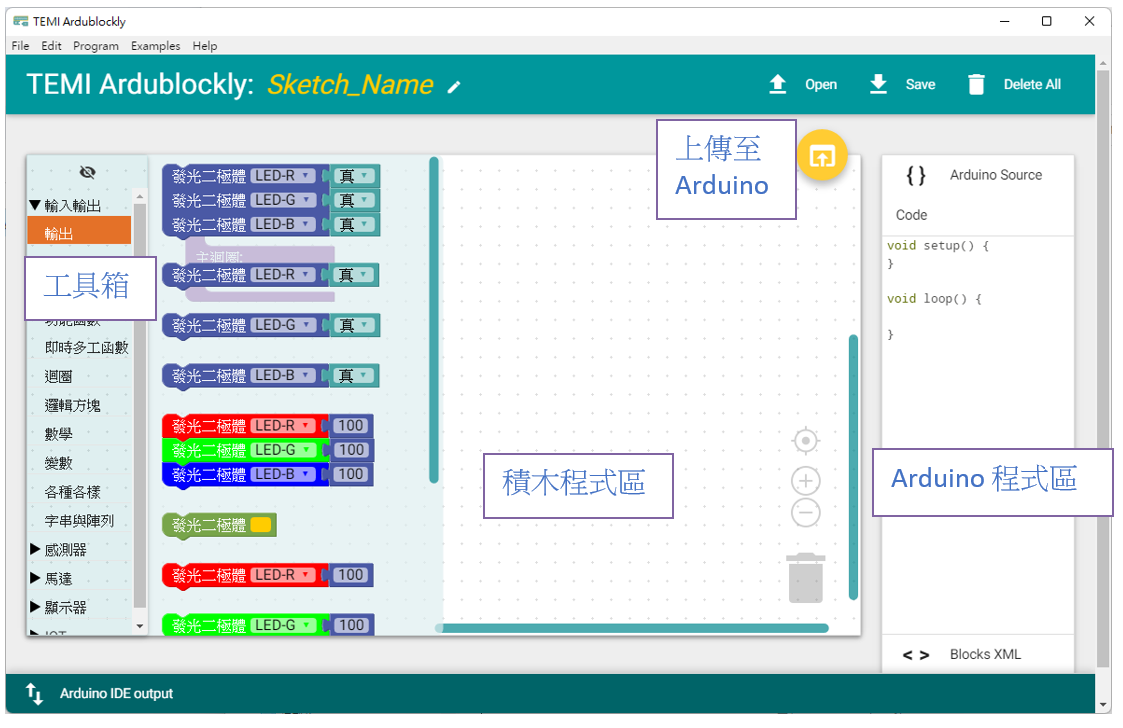 TEMI Ardublockly
File Edit Program Examples Help
TEMI Ardublockly: Sketch_Name
Open
Save
Delete All
上傳至
Arduino
▼輸入輸出
輸出
工具箱
功能函數
即時多工函數
迴圈
邏輯方塊
數學
變數
各種各樣
字串與陣列
▶感測器
▶馬達
▶顯示器
▶IOT
發光二極體 LED-R 真
發光二極體 LED-G 真
發光二極體 LED-B 真
主迴圈:
發光二極體 LED-R 真
發光二極體 LED-G 真
發光二極體 LED-B 真
發光二極體 LED-R 100
發光二極體 LED-G 100
發光二極體 LED-B 100
發光二極體
發光二極體 LED-R 100
發光二極體 LED-G 100
積木程式區
{ } Arduino Source
Code
void setup() {
}
void loop() {
}
Arduino 程式區
< > Blocks XML
Arduino IDE output